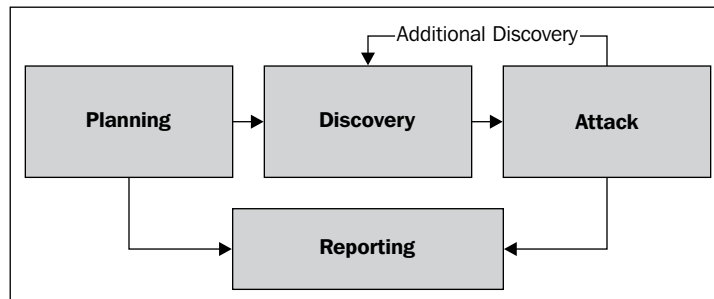 Additional Discovery
Planning
Discovery
Attack
Reporting